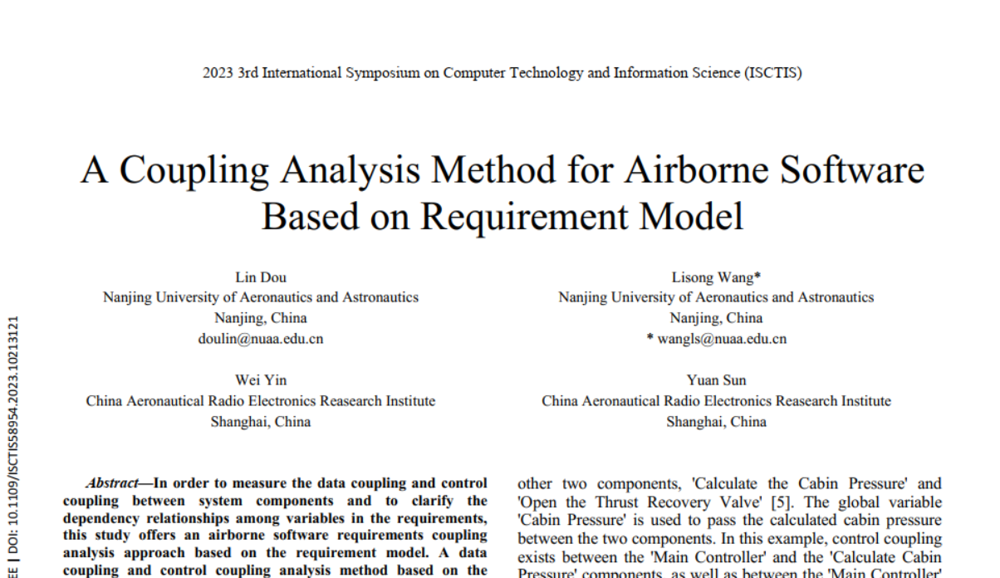 2023 3rd International Symposium on Computer Technology and Information Science (ISCTIS)
A Coupling Analysis Method for Airborne Software
Based on Requirement Model
Lin Dou
Nanjing University of Aeronautics and Astronautics
Nanjing, China
doulin@nuaa.edu.cn
Lisong Wang*
Nanjing University of Aeronautics and Astronautics
Nanjing, China
* wangls@nuaa.edu.cn
Wei Yin
China Aeronautical Radio Electronics Reasearch Institute
Shanghai, China
Yuan Sun
China Aeronautical Radio Electronics Reasearch Institute
Shanghai, China
Abstract—In order to measure the data coupling and control
coupling between system components and to clarify the
dependency relationships among variables in the requirements,
this study offers an airborne software requirements coupling
analysis approach based on the requirement model. A data
coupling and control coupling analysis method based on the
other two components, 'Calculate the Cabin Pressure' and
'Open the Thrust Recovery Valve' [5]. The global variable
'Cabin Pressure' is used to pass the calculated cabin pressure
between the two components. In this example, control coupling
exists between the 'Main Controller' and the 'Calculate Cabin
Pressure' components, as well as between the 'Main Controller'
EE | DOI: 10.1109/ISCTIS58954.2023.10213121